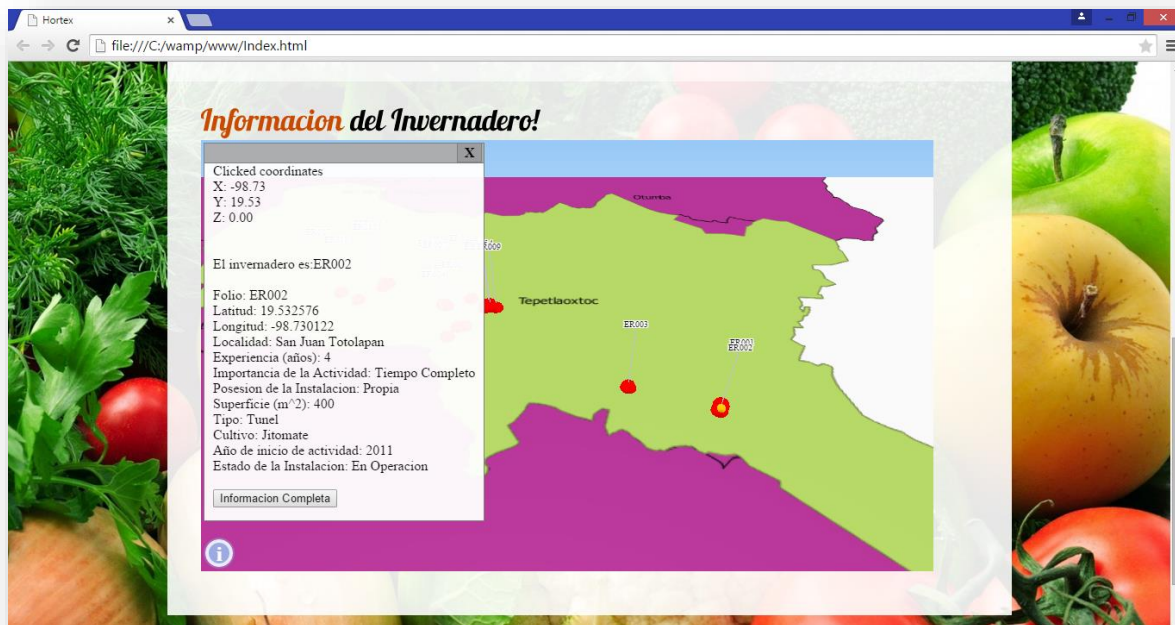 Hortex
file:///C:/wamp/www/Index.html
Informacion del Invernadero!
X
Clicked coordinates
X: -98.73
Y: 19.53
Z: 0.00
El invernadero es:ER002
Folio: ER002
Latitud: 19.532576
Longitud: -98.730122
Localidad: San Juan Totolapan
Experiencia (años): 4
Importancia de la Actividad: Tiempo Completo
Posesion de la Instalacion: Propia
Superficie (m^2): 400
Tipo: Tunel
Cultivo: Jitomate
Año de inicio de actividad: 2011
Estado de la Instalacion: En Operacion
Informacion Completa
Otumba
Tepetlaoxtoc
ER003
ER002